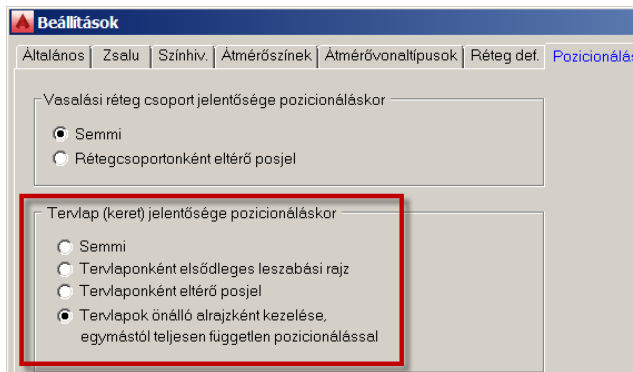 Beállítások
Általános Zsalu Színhiv. Átmérőszínek Átmérővonaltípusok Réteg def. Pozicionálás
Vasalási réteg csoport jelentősége pozicionáláskor
Semmi
Rétegcsoportonként eltérő posjel
Tervlap (keret) jelentősége pozicionáláskor
Semmi
Tervlaponként elsődleges leszabási rajz
Tervlaponként eltérő posjel
Tervlapok önálló alrajzként kezelése,
egymástól teljesen független pozicionálással